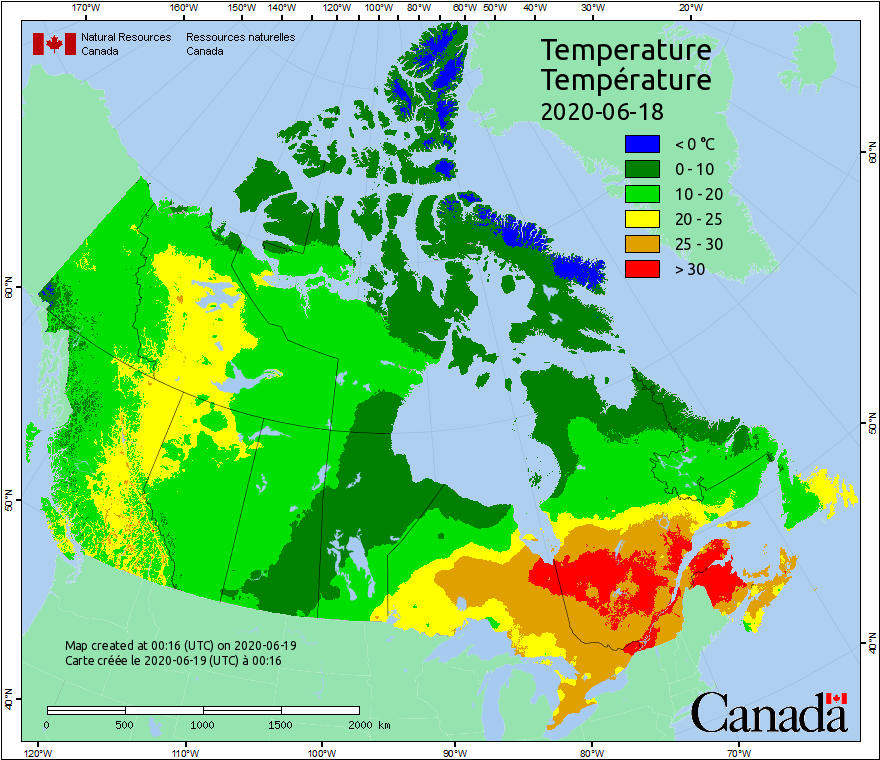 170°W 160°W 150°W 140°W 130°W 120°W 110°W 100°W 80°W 60°W 50°W 40°W 30°W 20°W
Natural Resources Ressources naturelles
Canada Canada
Temperature
Température
2020-06-18
< 0 °C
0 - 10
10 - 20
20 - 25
25 - 30
> 30
60°N
60°N
50°N
50°N
40°N
40°N
Map created at 00:16 (UTC) on 2020-06-19
Carte créée le 2020-06-19 (UTC) à 00:16
0 500 1000 1500 2000 km
Canada
120°W 110°W 100°W 90°W 80°W 70°W